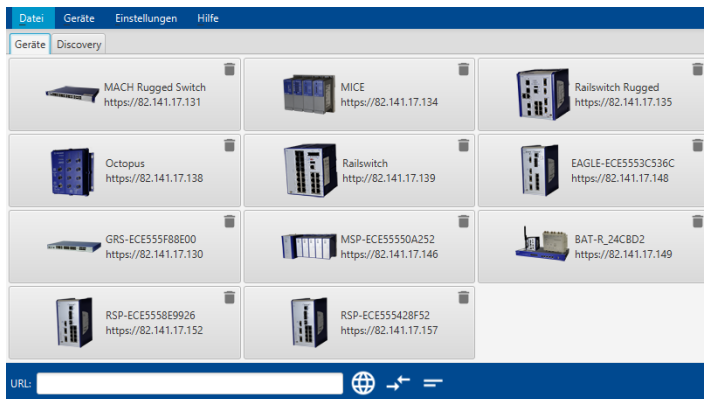 Datei Geräte Einstellungen Hilfe
Geräte Discovery
MACH Rugged Switch
https://82.141.17.131
MICE
https://82.141.17.134
Railswitch Rugged
https://82.141.17.135
Octopus
https://82.141.17.138
Railswitch
http://82.141.17.139
EAGLE-ECE5553C536C
https://82.141.17.148
GRS-ECE555F88E00
https://82.141.17.130
MSP-ECE55550A252
https://82.141.17.146
BAT-R_24CBD2
https://82.141.17.149
RSP-ECE5558E9926
https://82.141.17.152
RSP-ECE555428F52
https://82.141.17.157
URL: